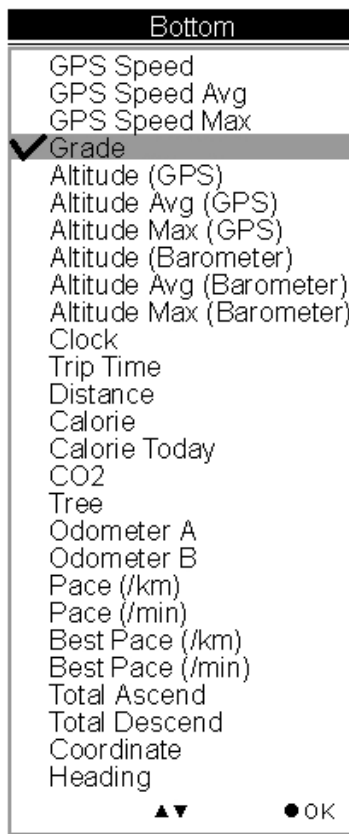 Bottom
GPS Speed
GPS Speed Avg
GPS Speed Max
Grade
Altitude (GPS)
Altitude Avg (GPS)
Altitude Max (GPS)
Altitude (Barometer)
Altitude Avg (Barometer)
Altitude Max (Barometer)
Clock
Trip Time
Distance
Calorie
Calorie Today
CO2
Tree
Odometer A
Odometer B
Pace (/km)
Pace (/min)
Best Pace (/km)
Best Pace (/min)
Total Ascend
Total Descend
Coordinate
Heading
▲▼ ●OK